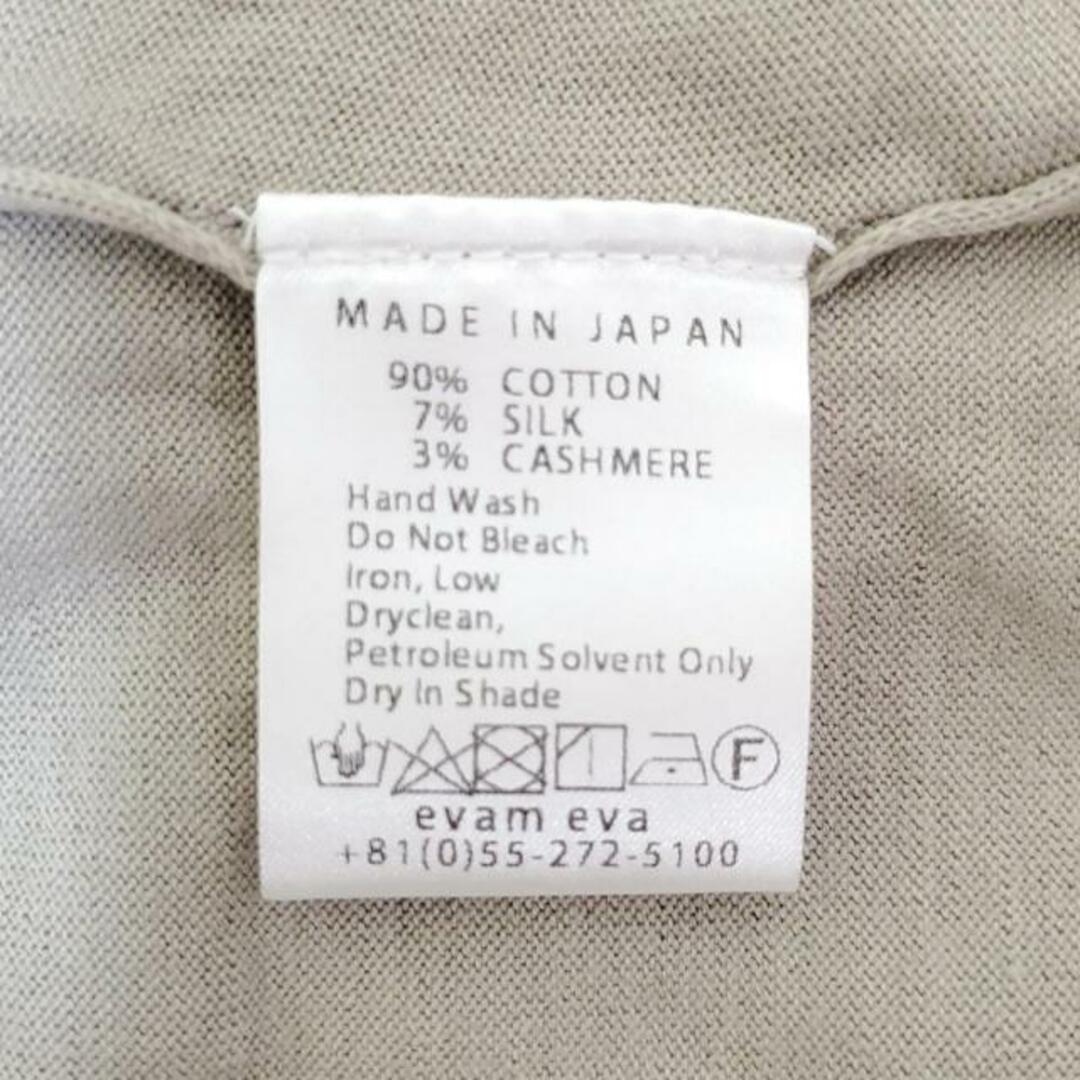 MADE IN JAPAN
90% COTTON
7% SILK
3% CASHMERE
Hand Wash
Do Not Bleach
Iron, Low
Dryclean,
Petroleum Solvent Only
Dry In Shade
F
evam eva
+81(0)55-272-5100